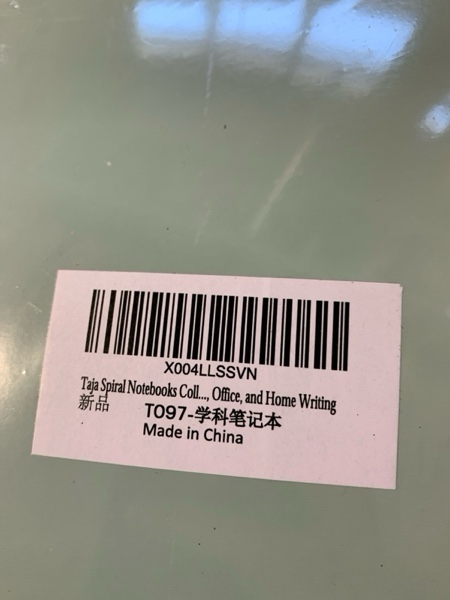 X004LLSSVN
Taja Spiral Notebooks Coll..., Office, and Home Writing
新品
TO97-学科笔记本
Made in China